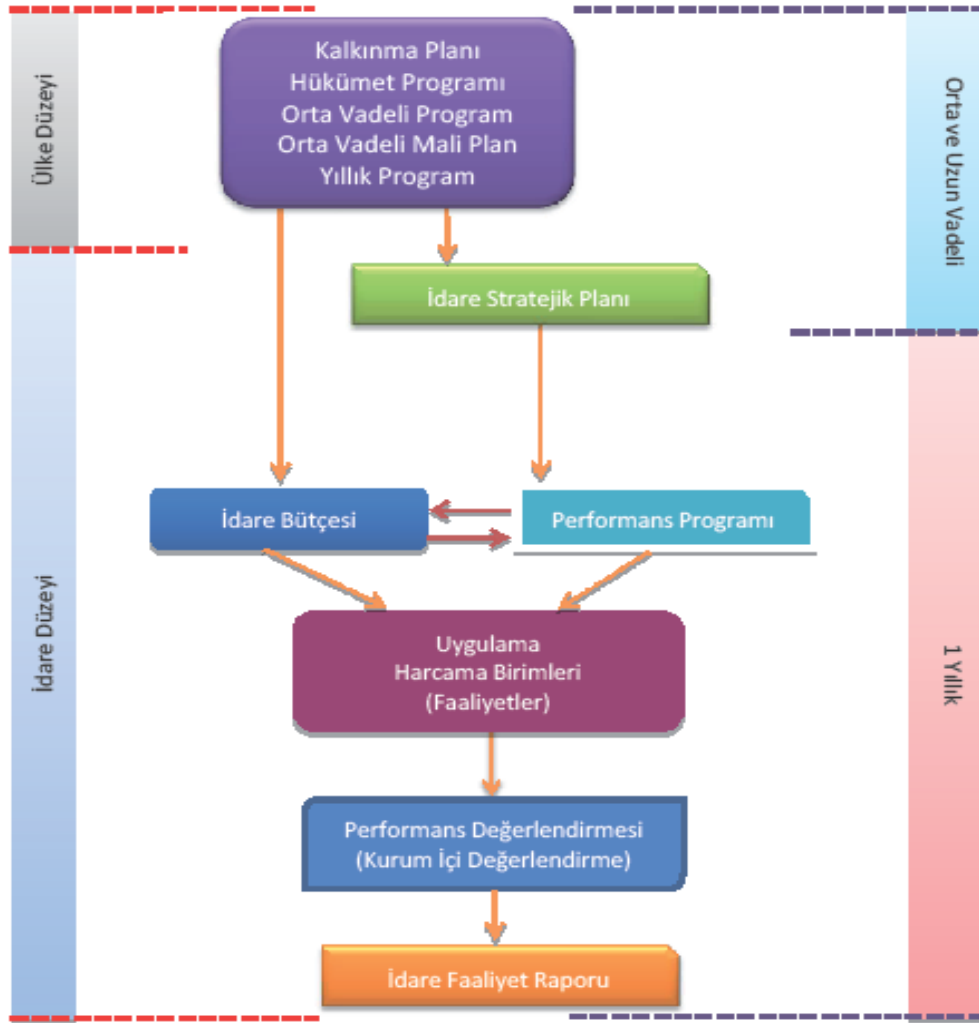 Ülke Düzeyi
Kalkınma Planı
Hükümet Programı
Orta Vadeli Program
Orta Vadeli Mali Plan
Yıllık Program
Orta ve Uzun Vadeli
İdare Stratejik Planı
İdare Düzeyi
İdare Bütçesi
Performans Programı
1 Yıllık
Uygulama
Harcama Birimleri
(Faaliyetler)
Performans Değerlendirmesi
(Kurum İçi Değerlendirme)
İdare Faaliyet Raporu